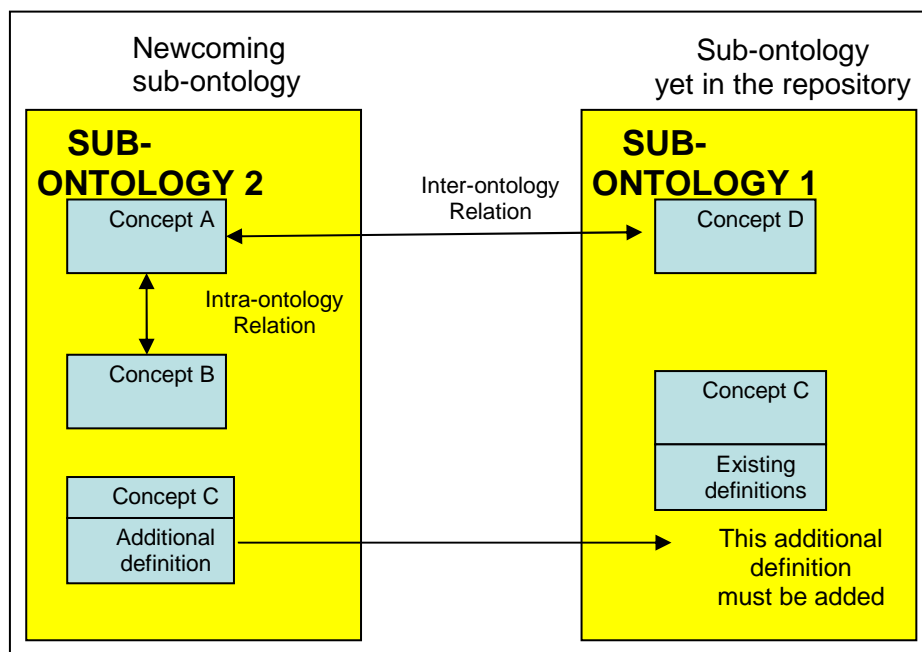 Newcoming
sub-ontology
Sub-ontology
yet in the repository
SUB-
ONTOLOGY 2
Concept A
Intra-ontology
Relation
Concept B
Concept C
Additional
definition
Inter-ontology
Relation
SUB-
ONTOLOGY 1
Concept D
Concept C
Existing
definitions
This additional
definition
must be added